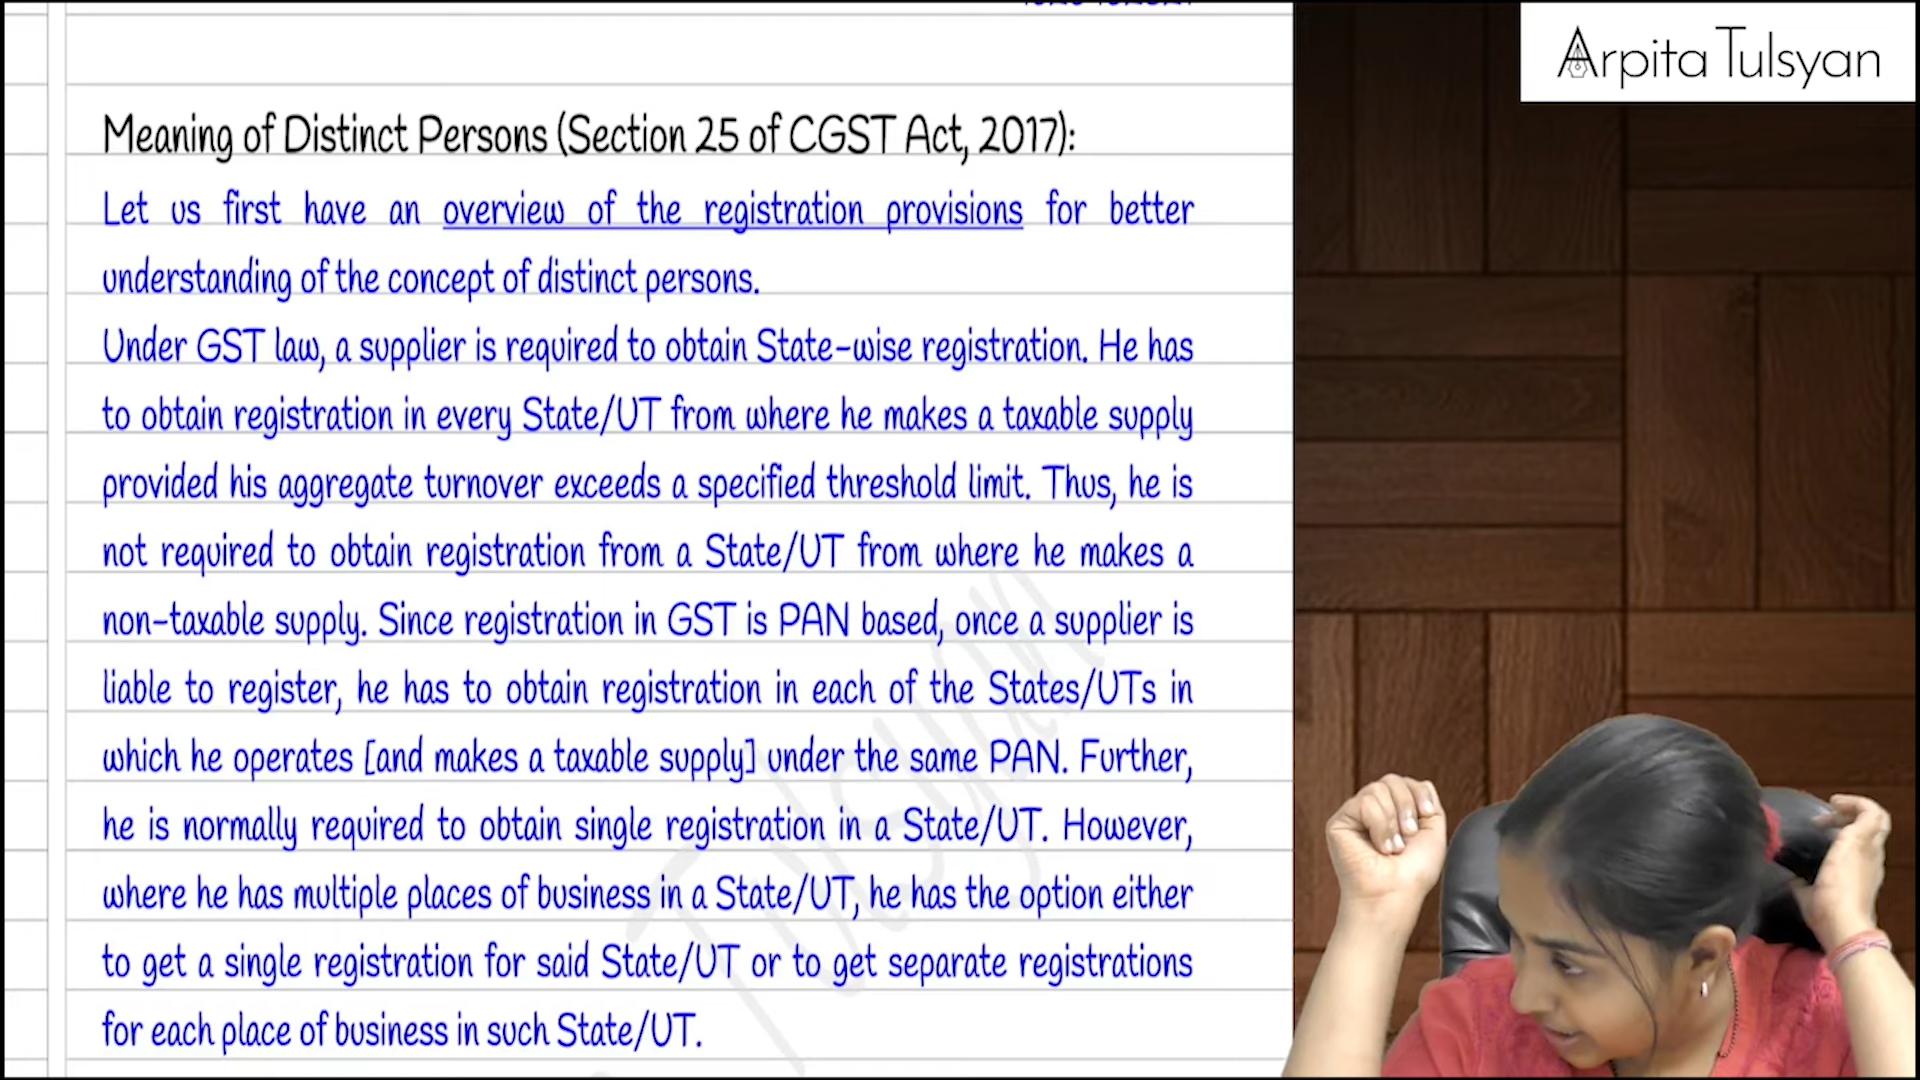 Arpita Tulsyan
Meaning of Distinct Persons (Section 25 of CGST Act, 2017):
Let us first have an overview of the registration provisions for better
understanding of the concept of distinct persons.
Under GST law, a supplier is required to obtain State-wise registration. He has
to obtain registration in every State/UT from where he makes a taxable supply
provided his aggregate turnover exceeds a specified threshold limit. Thus, he is
not required to obtain registration from a State/UT from where he makes a
non-taxable supply. Since registration in GST is PAN based, once a supplier is
liable to register, he has to obtain registration in each of the States/UTs in
which he operates [and makes a taxable supply] under the same PAN. Further,
he is normally required to obtain single registration in a State/UT. However,
where he has multiple places of business in a State/UT, he has the option either
to get a single registration for said State/UT or to get separate registrations
for each place of business in such State/UT.
Tulsyan